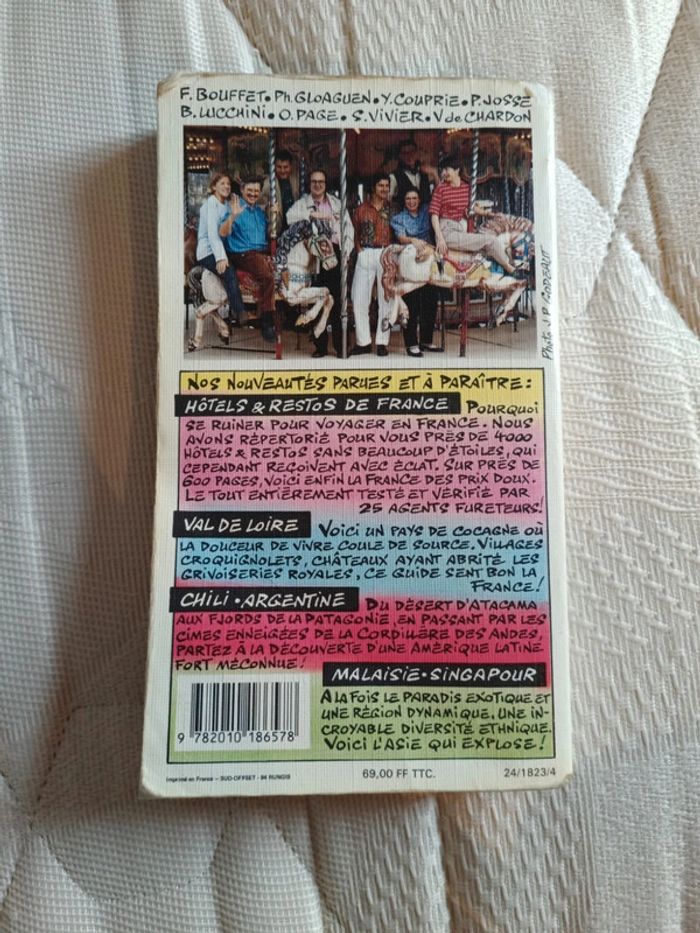 F. BOUFFET • Ph. GLOAGUEN • Y. COUPRIE • P. JOSSE
B. LUCCHINI • O. PAGE • S. VIVIER • V de CHARDON
Photo J. P. GODEAUT
NOS NOUVEAUTÉS PARUES ET À PARAÎTRE :
HÔTELS & RESTOS DE FRANCE POURQUOI
SE RUINER POUR VOYAGER EN FRANCE. NOUS
AVONS RÉPERTORIÉ POUR VOUS PRÈS DE 4000
HÔTELS & RESTOS SANS BEAUCOUP D'ÉTOILES, QUI
CEPENDANT REÇOIVENT AVEC ÉCLAT. SUR PRÈS DE
600 PAGES, VOICI ENFIN LA FRANCE DES PRIX DOUX.
LE TOUT ENTIÈREMENT TESTÉ ET VÉRIFIÉ PAR
25 AGENTS FURETEURS!
VAL DE LOIRE VOICI UN PAYS DE COCAGNE OÙ
LA DOUCEUR DE VIVRE COULE DE SOURCE. VILLAGES
CROQUIGNOLETS, CHÂTEAUX AYANT ABRITÉ LES
GRIVOISERIES ROYALES, CE GUIDE SENT BON LA
FRANCE!
CHILI • ARGENTINE DU DÉSERT D'ATACAMA
AUX FJORDS DE LA PATAGONIE, EN PASSANT PAR LES
CIMES ENNEIGÉES DE LA CORDILLÈRE DES ANDES,
PARTEZ À LA DÉCOUVERTE D'UNE AMÉRIQUE LATINE
FORT MÉCONNUE!
MALAISIE • SINGAPOUR
A LA FOIS LE PARADIS EXOTIQUE ET
UNE RÉGION DYNAMIQUE, UNE IN-
CROYABLE DIVERSITÉ ETHNIQUE.
VOICI L'ASIE QUI EXPLOSE!
9 782010 186578
Imprimé en France – SUD-OFFSET - 94 RUNGIS
69,00 FF TTC.
24/1823/4